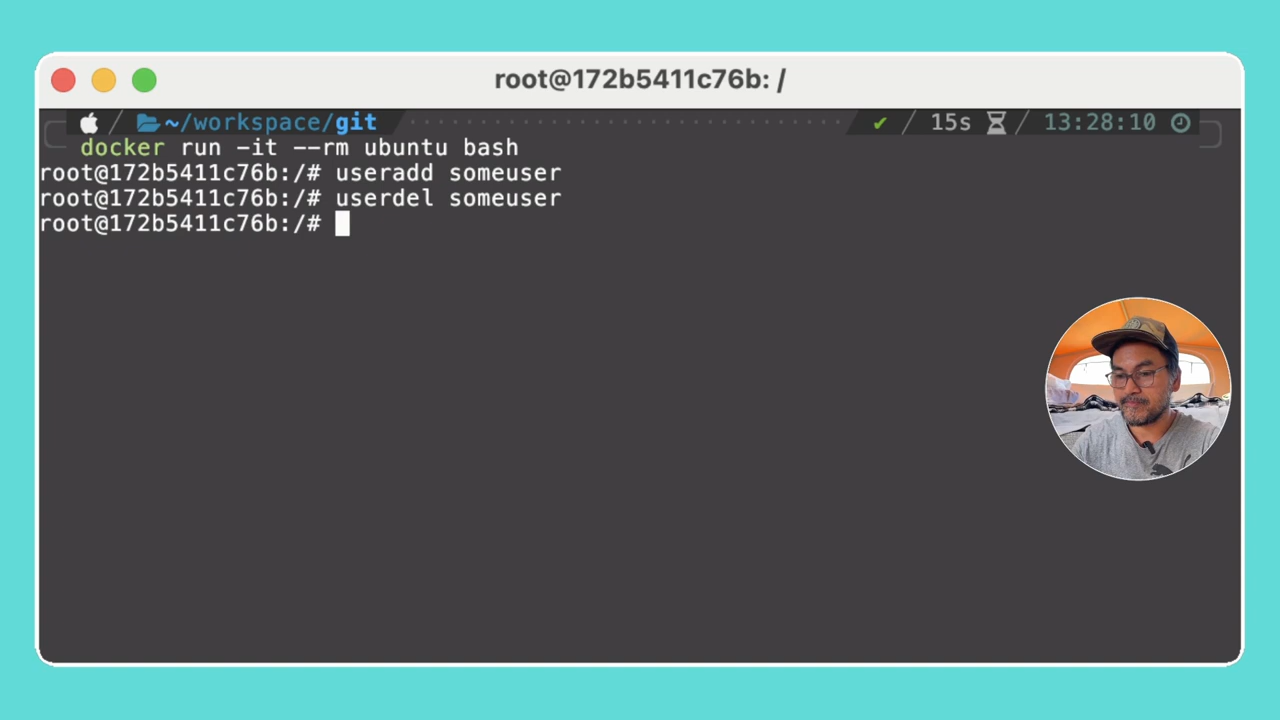 root@172b5411c76b: /
~/workspace/git 15s 13:28:10
docker run -it --rm ubuntu bash
root@172b5411c76b:/# useradd someuser
root@172b5411c76b:/# userdel someuser
root@172b5411c76b:/#